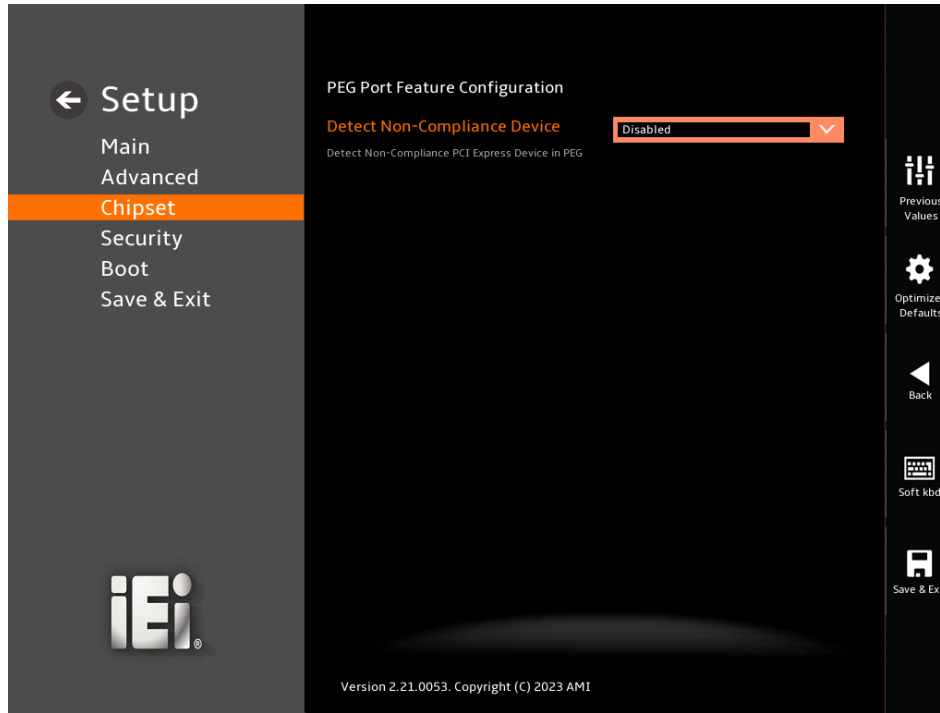 Setup
Main
Advanced
Chipset
Security
Boot
Save & Exit
iEi®
PEG Port Feature Configuration
Detect Non-Compliance Device
Disabled
Detect Non-Compliance PCI Express Device in PEG
Version 2.21.0053. Copyright (C) 2023 AMI
Previous
Values
Optimize
Defaults
Back
Soft kbd
Save & Ex